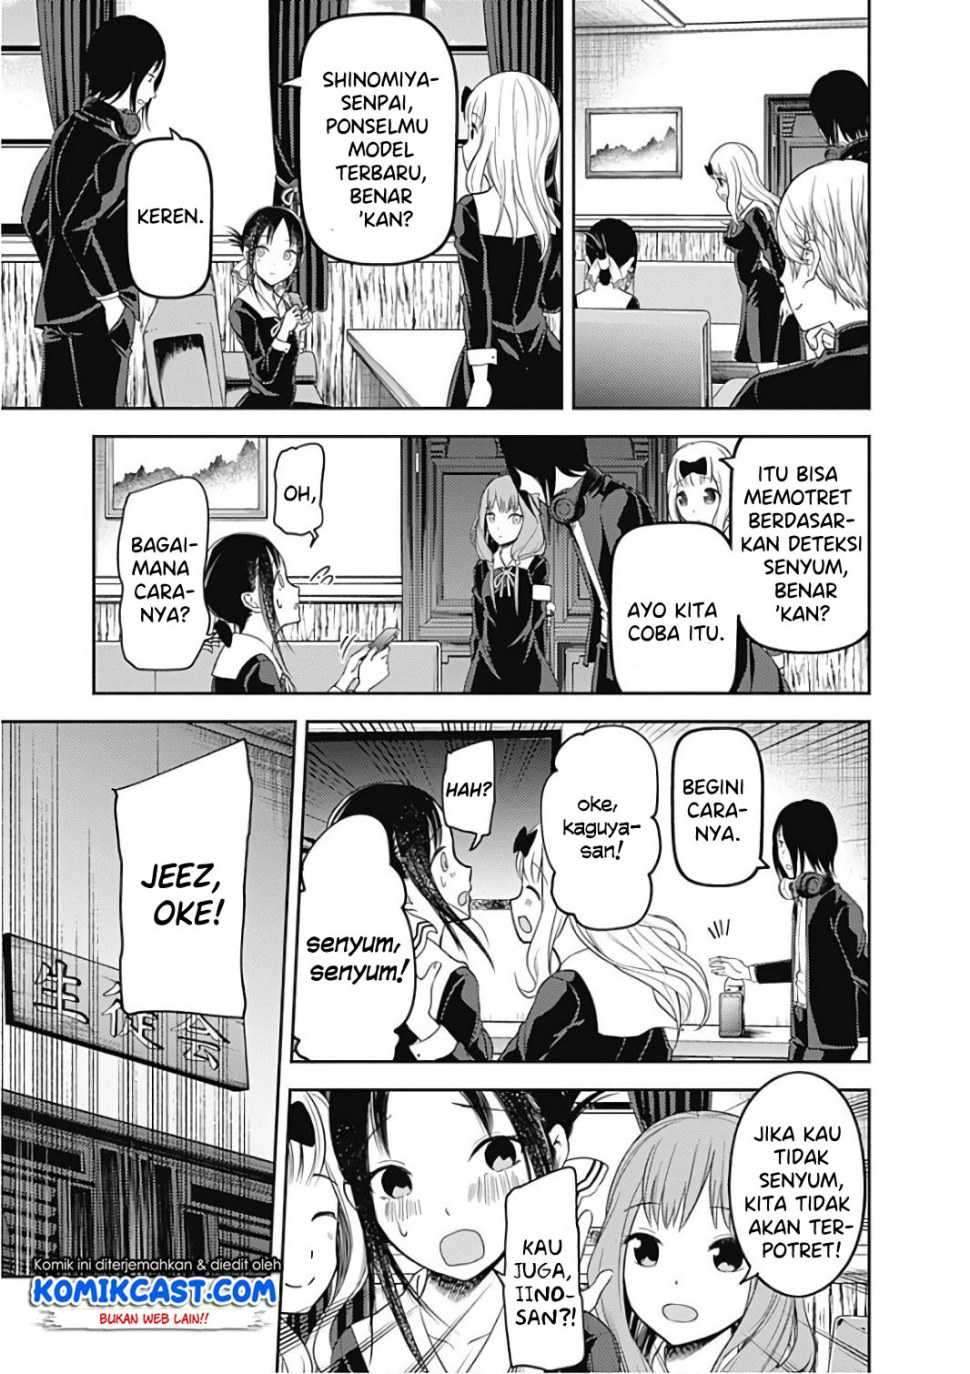 SHINOMIYA-
SENPAI,
PONSELMU
MODEL
TERBARU,
BENAR
'KAN?
KEREN.
ITU BISA
MEMOTRET
BERDASAR-
KAN DETEKSI
SENYUM,
BENAR
'KAN?
AYO KITA
COBA ITU.
OH,
BAGAI-
MANA
CARA-
NYA?
BEGINI
CARA-
NYA.
oke,
kaguya-
san!
HAH?
senyum,
senyum!
JEEZ,
OKE!
生徒会
JIKA KAU
TIDAK
SENYUM,
KITA TIDAK
AKAN TER-
POTRET!
KAU
JUGA,
IINO-
SAN?!
Komik ini diterjemahkan & diedit oleh
KOMIKCAST.COM
BUKAN WEB LAIN!!